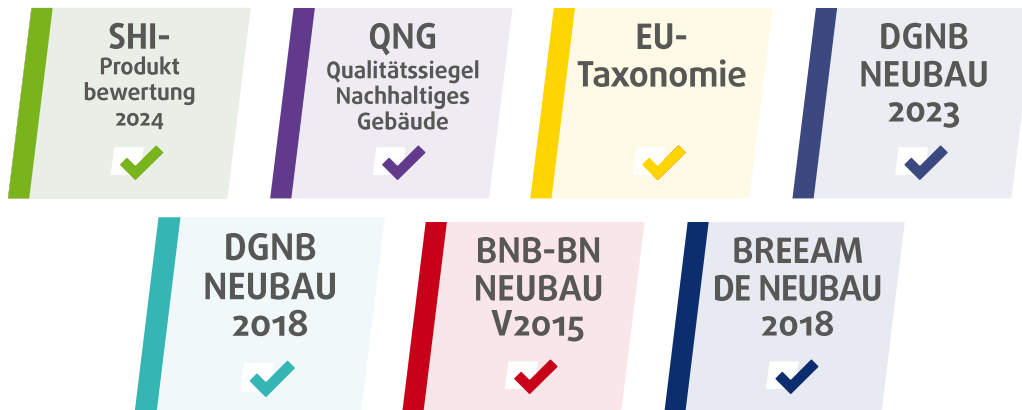 SHI-
Produkt
bewertung
2024
QNG
Qualitätssiegel
Nachhaltiges
Gebäude
EU-
Taxonomie
DGNB
NEUBAU
2023
DGNB
NEUBAU
2018
BNB-BN
NEUBAU
V2015
BREEAM
DE NEUBAU
2018